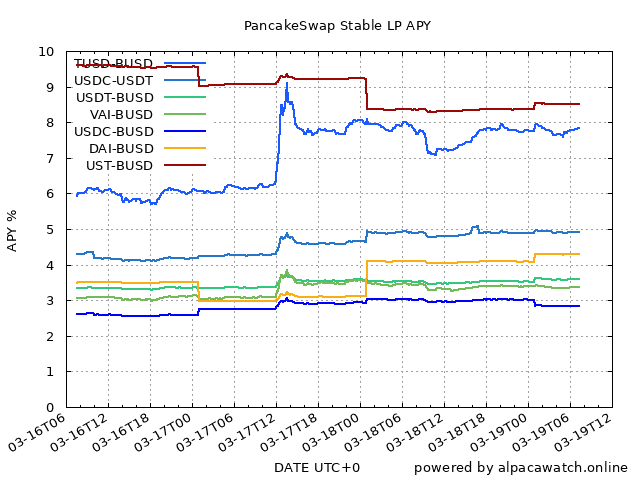 PancakeSwap Stable LP APY
10
9
8
7
6
5
4
3
2
1
0
APY %
TUSD-BUSD
USDC-USDT
USDT-BUSD
VAI-BUSD
USDC-BUSD
DAI-BUSD
UST-BUSD
03-16T06
03-16T12
03-16T18
03-17T00
03-17T06
03-17T12
03-17T18
03-18T00
03-18T06
03-18T12
03-18T18
03-19T00
03-19T06
03-19T12
DATE UTC+0
powered by alpacawatch.online